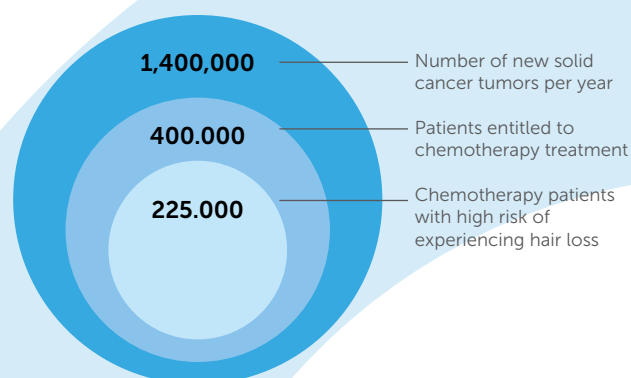 1,400,000
Number of new solid
cancer tumors per year
400.000
Patients entitled to
chemotherapy treatment
225.000
Chemotherapy patients
with high risk of
experiencing hair loss